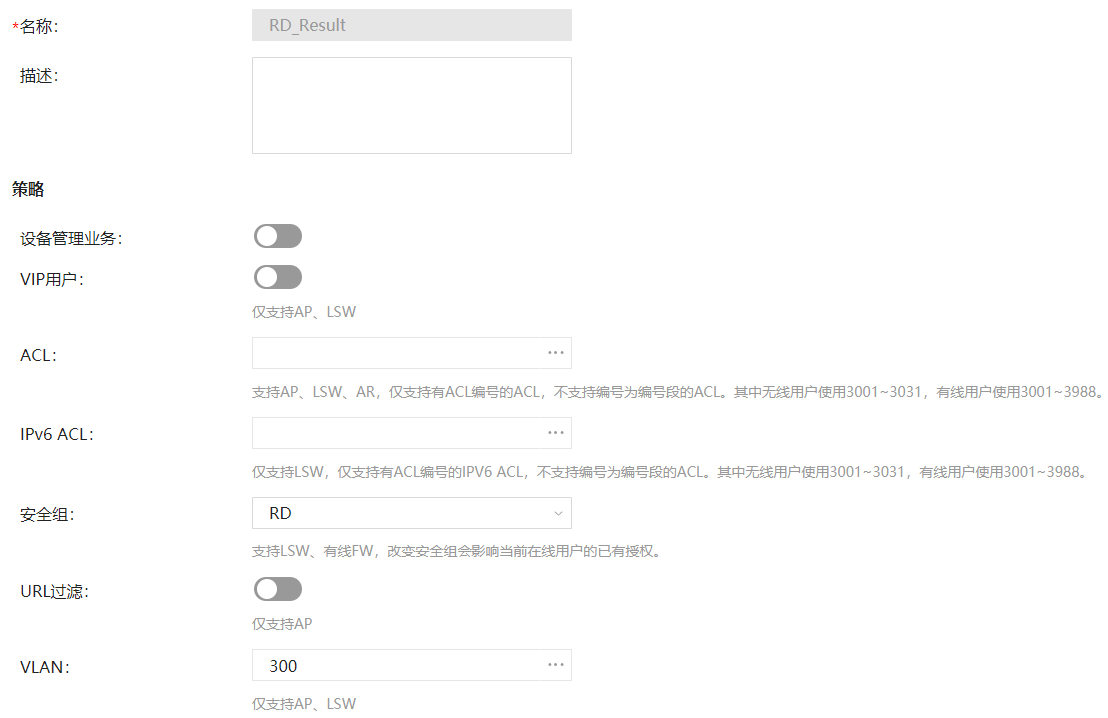 *名称： RD_Result
描述：
策略
设备管理业务：
VIP用户：
仅支持AP、LSW
ACL：
支持AP、LSW、AR，仅支持有ACL编号的ACL，不支持编号为编号段的ACL。其中无线用户使用3001~3031，有线用户使用3001~3988。
IPv6 ACL：
仅支持LSW，仅支持有ACL编号的IPV6 ACL，不支持编号为编号段的ACL。其中无线用户使用3001~3031，有线用户使用3001~3988。
安全组： RD
支持LSW、有线FW，改变安全组会影响当前在线用户的已有授权。
URL过滤：
仅支持AP
VLAN： 300
仅支持AP、LSW